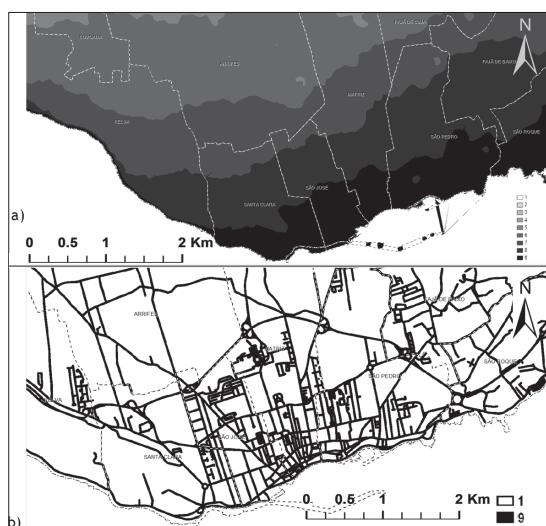 N
COVOADA
ARRIFES
FAJÃ DE CIMA
FAJÃ DE BAIXO
RELVA
MATRIZ
SÃO PEDRO
SÃO ROQUE
SANTA CLARA
SÃO JOSÉ
1
2
3
4
5
6
7
8
9
a)
0 0.5 1 2 Km
N
ARRIFES
FAJÃ DE BAIXO
MATRIZ
SÃO ROQUE
SÃO PEDRO
RELVA
SÃO JOSÉ
SANTA CLARA
0 0.5 1 2 Km
1
9
b)